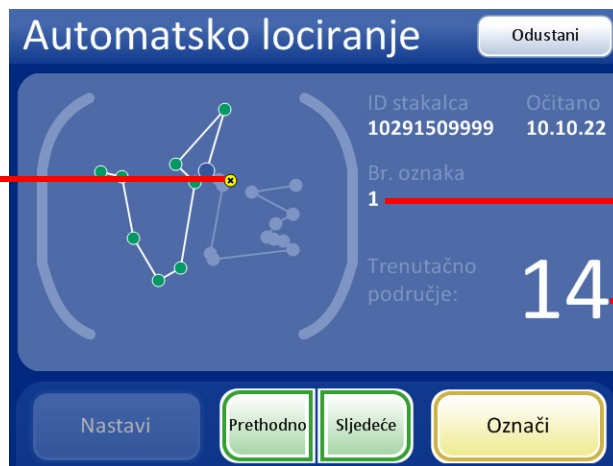 Automatsko lociranje
Odustani
ID stakalca
Očitano
10291509999
10.10.22
Br. oznaka
1
Trenutačno
područje:
14
Nastavi
Prethodno
Sljedeće
Označi